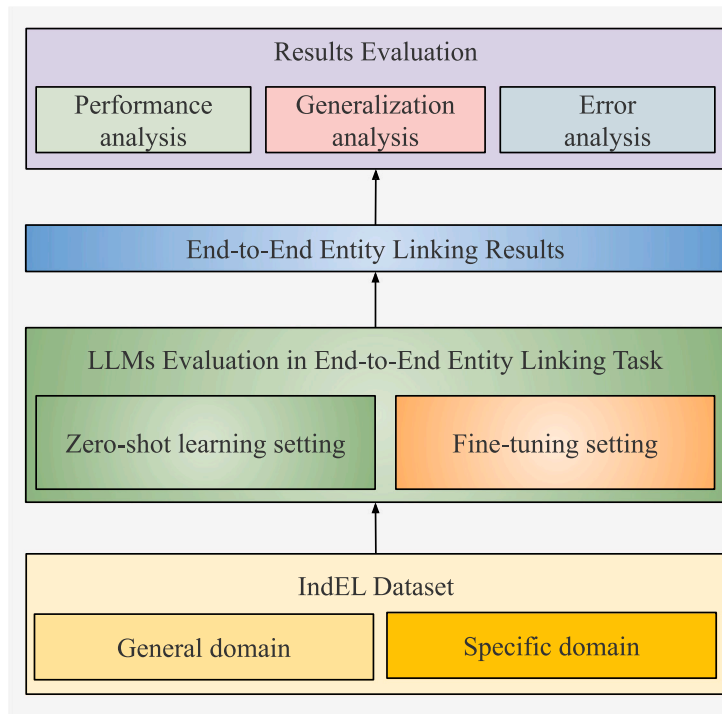 Results Evaluation
Performance
analysis
Generalization
analysis
Error
analysis
End-to-End Entity Linking Results
LLMs Evaluation in End-to-End Entity Linking Task
Zero-shot learning setting
Fine-tuning setting
IndEL Dataset
General domain
Specific domain